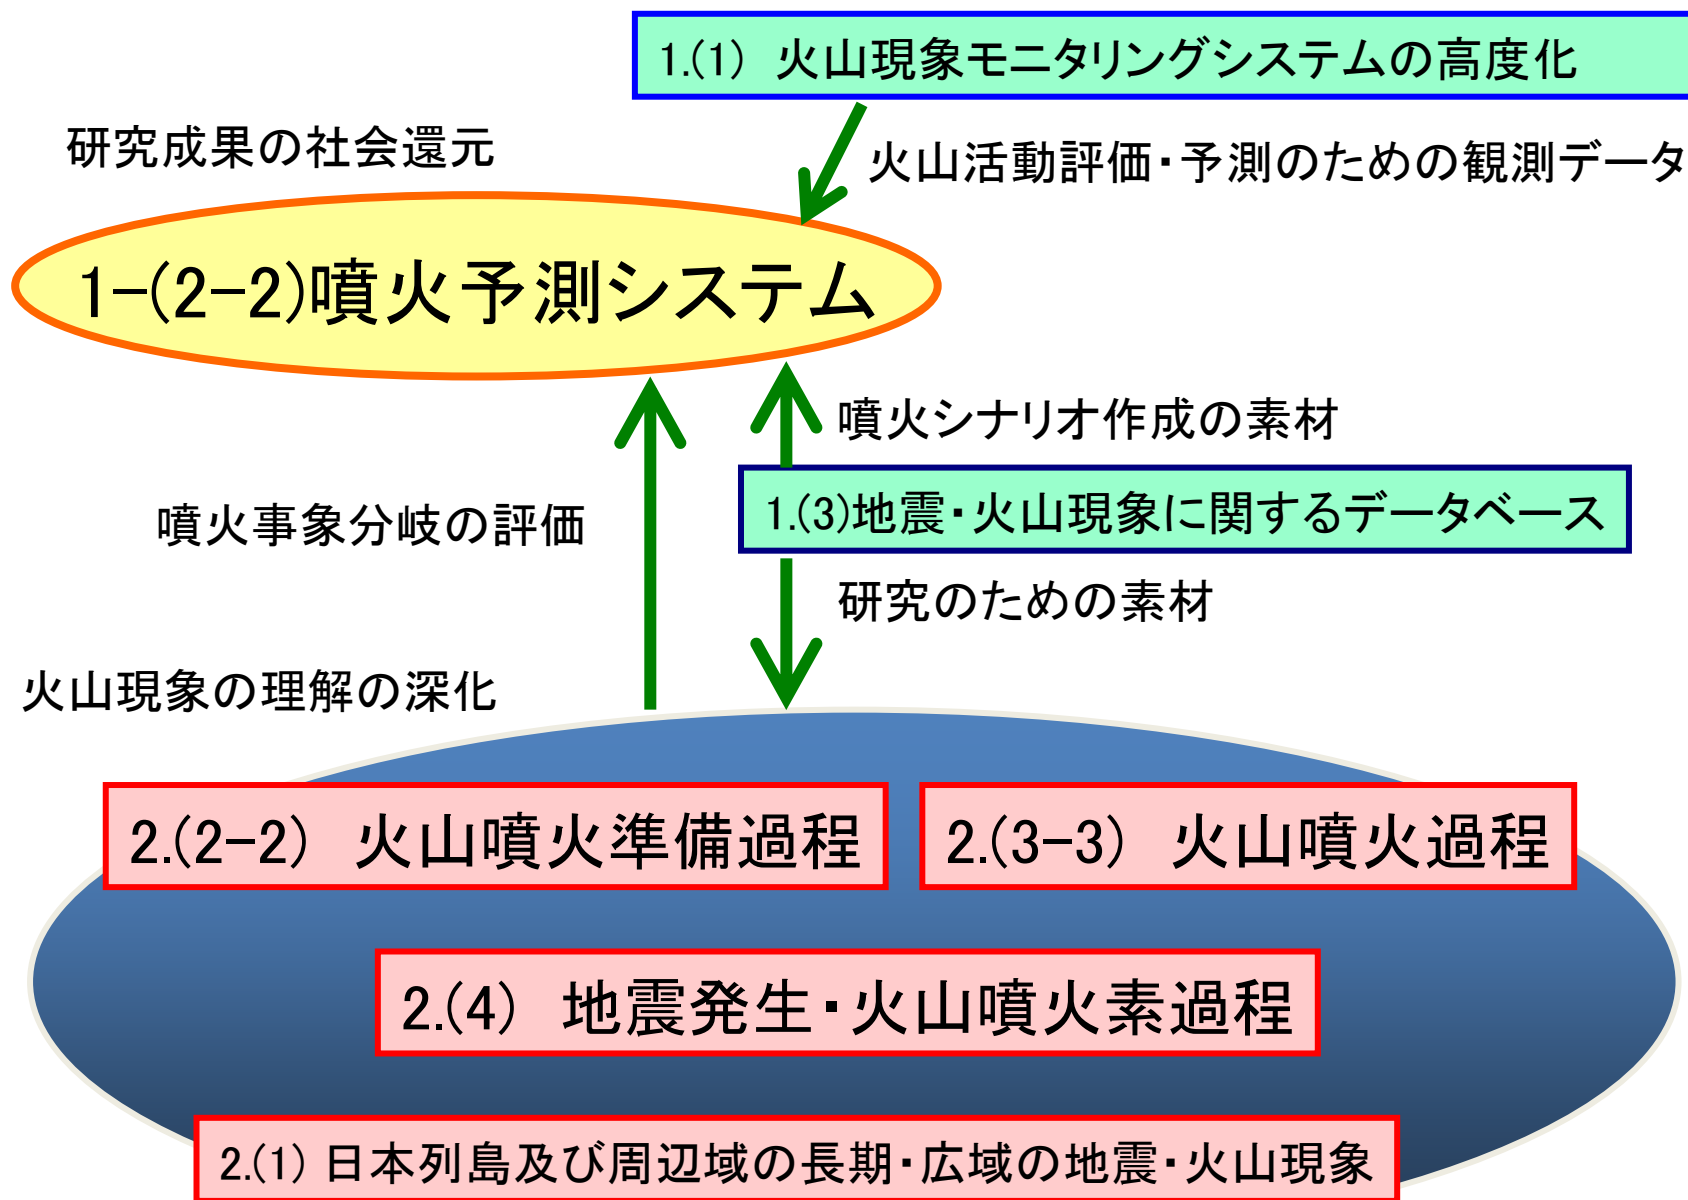 1.(1) 火山現象モニタリングシステムの高度化
研究成果の社会還元
火山活動評価・予測のための観測データ
1-(2-2)噴火予測システム
噴火シナリオ作成の素材
噴火事象分岐の評価
1.(3)地震・火山現象に関するデータベース
研究のための素材
火山現象の理解の深化
2.(2-2) 火山噴火準備過程
2.(3-3) 火山噴火過程
2.(4) 地震発生・火山噴火素過程
2.(1) 日本列島及び周辺域の長期・広域の地震・火山現象